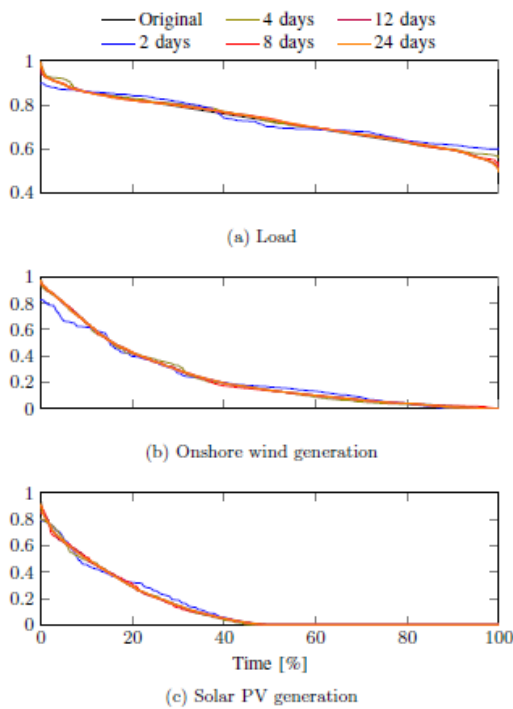 Original 4 days 12 days
2 days 8 days 24 days
1
0.8
0.6
0.4
(a) Load
1
0.8
0.6
0.4
0.2
0
(b) Onshore wind generation
1
0.8
0.6
0.4
0.2
0
0 20 40 60 80 100
Time [%]
(c) Solar PV generation